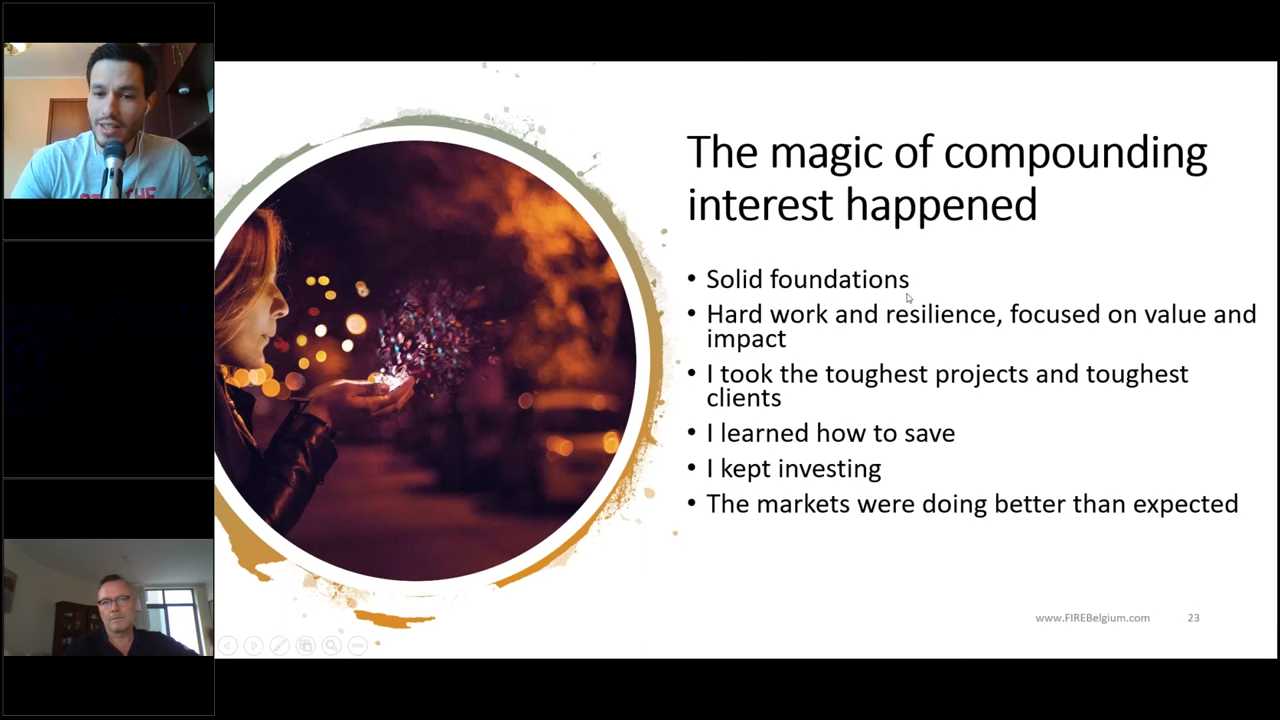 The magic of compounding
interest happened
• Solid foundations
• Hard work and resilience, focused on value and
impact
• I took the toughest projects and toughest
clients
• I learned how to save
• I kept investing
• The markets were doing better than expected
www.FIREBelgium.com 23